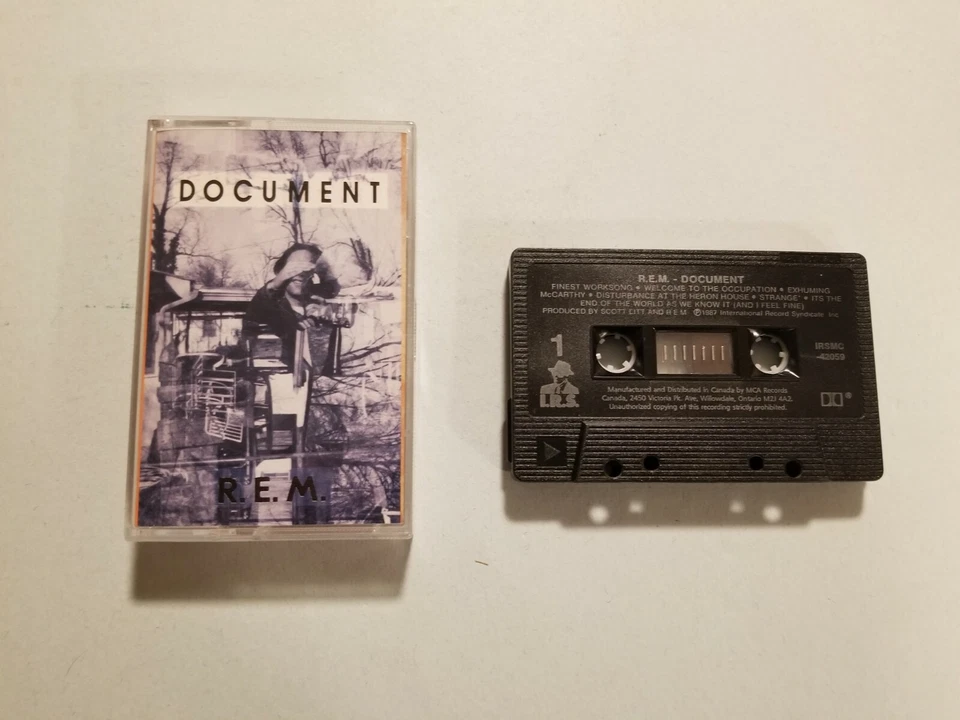 DOCUMENT
R.E.M.
R.E.M. - DOCUMENT
FINEST WORKSONG • WELCOME TO THE OCCUPATION • EXHUMING
McCARTHY • DISTURBANCE AT THE HERON HOUSE • STRANGE* • ITS THE
END OF THE WORLD AS WE KNOW IT (AND I FEEL FINE)
PRODUCED BY SCOTT LITT AND R.E.M. ℗1987 International Record Syndicate Inc.
1
IRSMC
-42059
I.R.S.
Manufactured and Distributed in Canada by MCA Records
Canada, 2450 Victoria Pk. Ave, Willowdale, Ontario M2J 4A2.
Unauthorized copying of this recording strictly prohibited.